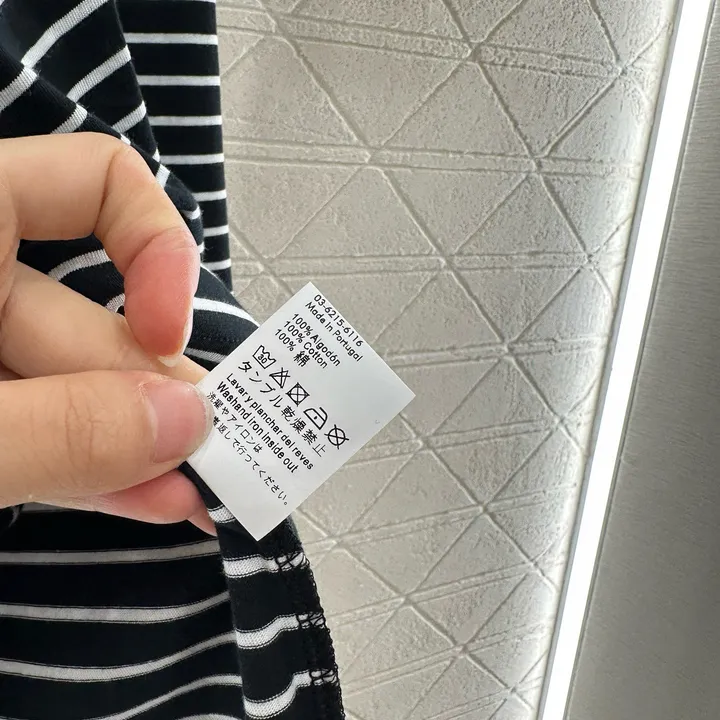 03-6215-6116
Made in Portugal
100% Algodón
100% Cotton
100% 綿
30
タンブル乾燥禁止
Lavar y planchar del reves
Wash and iron inside out
洗濯やアイロンは
裏返しで行ってください。